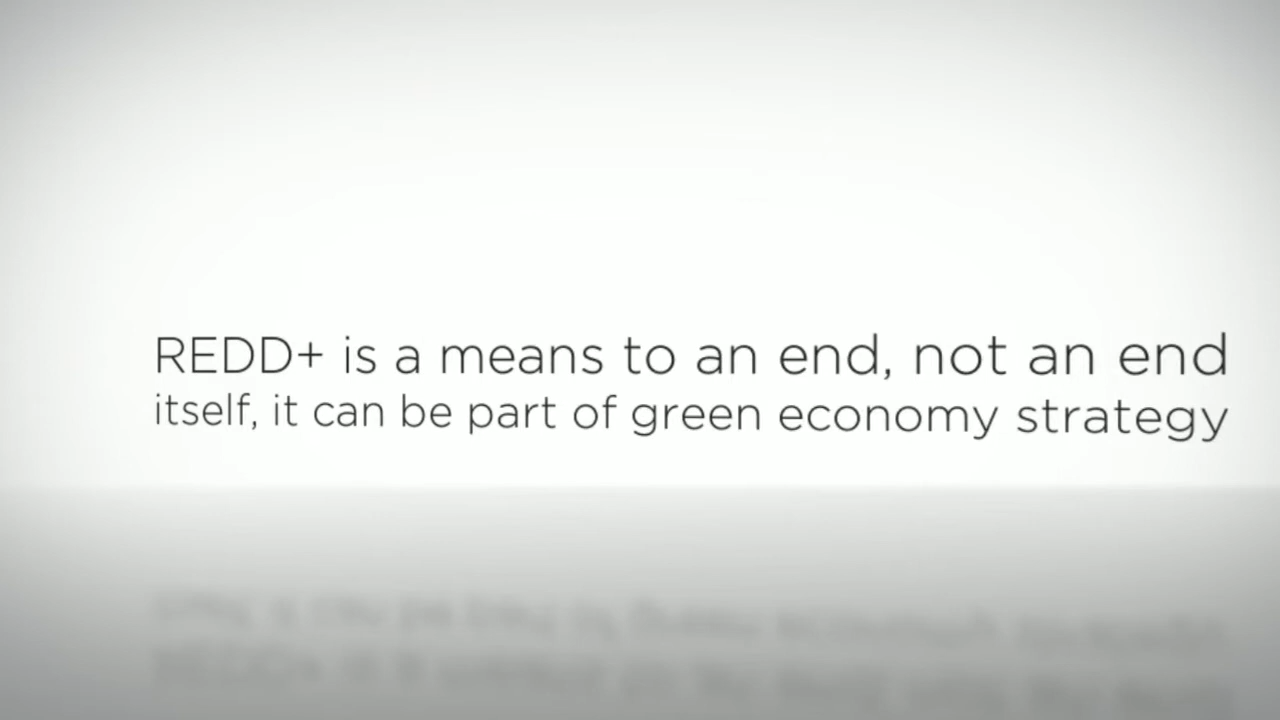 REDD+ is a means to an end, not an end
itself, it can be part of green economy strategy